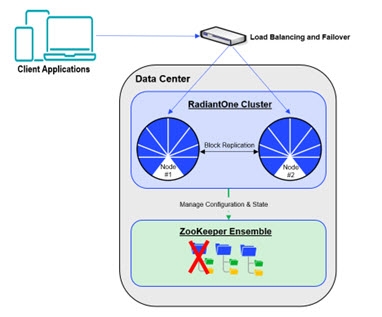 Load Balancing and Failover
Client Applications
Data Center
RadiantOne Cluster
Block Replication
Node
#1
Node
#2
Manage Configuration & State
ZooKeeper Ensemble